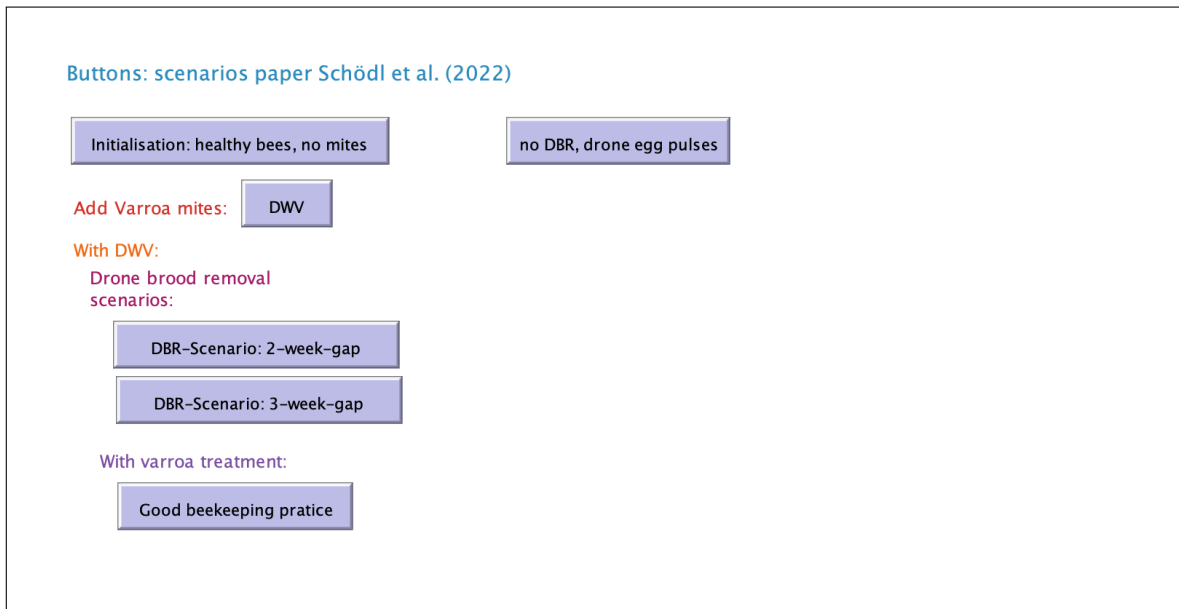 Buttons: scenarios paper Schödl et al. (2022)
Initialisation: healthy bees, no mites
no DBR, drone egg pulses
Add Varroa mites:
DWV
With DWV:
Drone brood removal
scenarios:
DBR-Scenario: 2-week-gap
DBR-Scenario: 3-week-gap
With varroa treatment:
Good beekeeping pratice